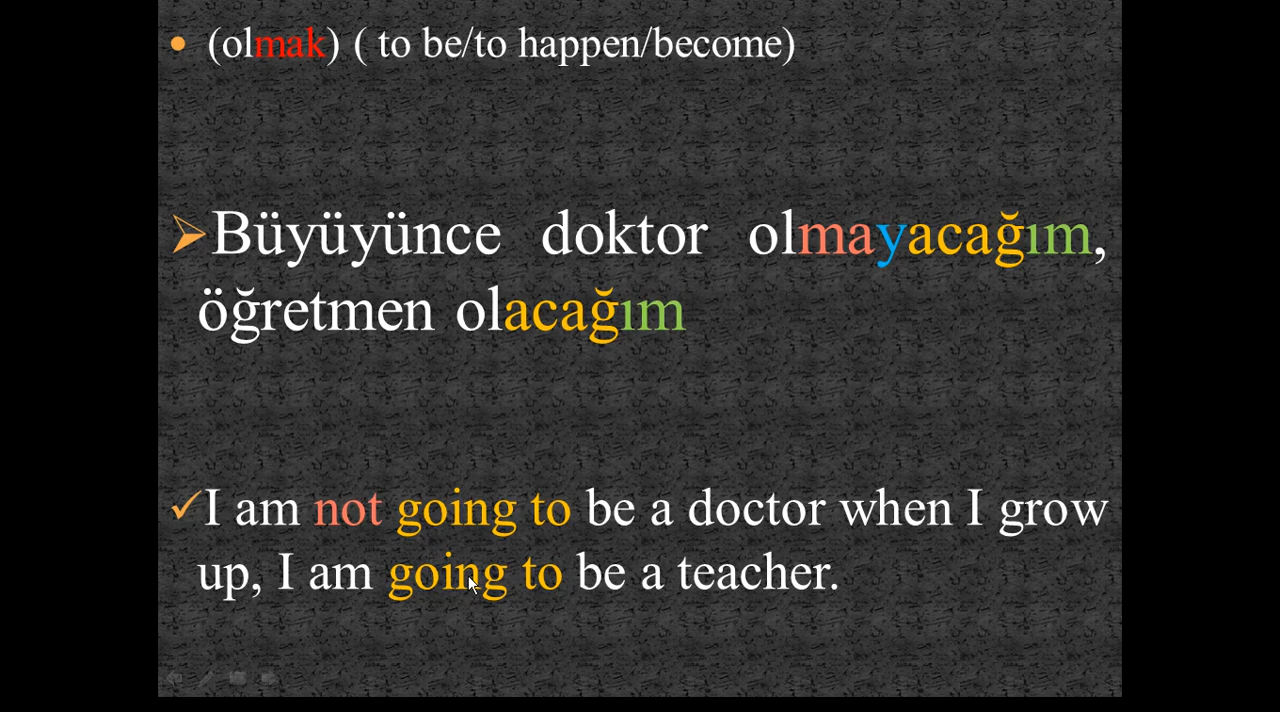 (olmak) ( to be/to happen/become)
Büyüyünce doktor olmayacağım,
öğretmen olacağım
I am not going to be a doctor when I grow
up, I am going to be a teacher.